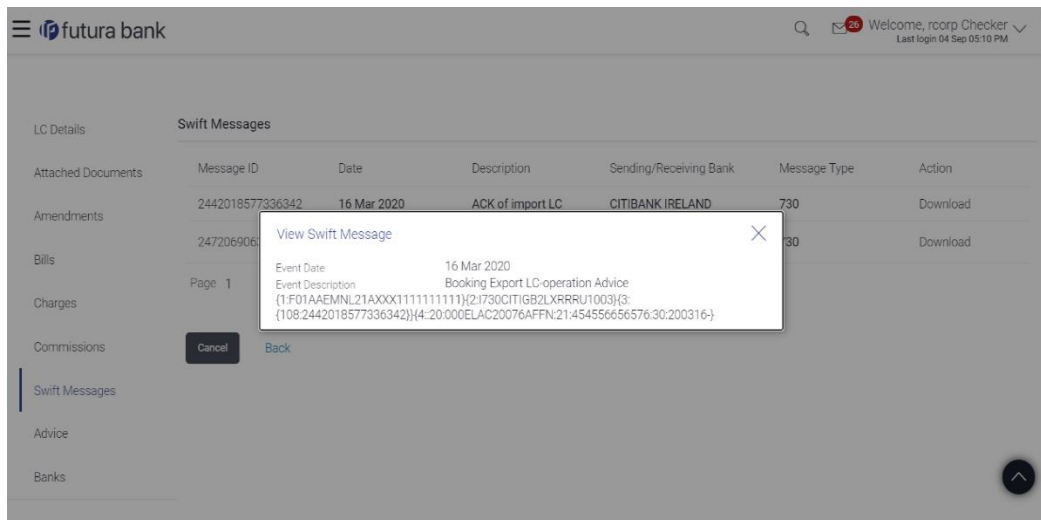 futura bank
26
Welcome, rcorp Checker
Last login 04 Sep 05:10 PM
LC Details
Attached Documents
Amendments
Bills
Charges
Commissions
Swift Messages
Advice
Banks
Swift Messages
Message ID Date Description Sending/Receiving Bank Message Type Action
2442018577336342 16 Mar 2020 ACK of import LC CITIBANK IRELAND 730 Download
Download
Page 1
Cancel Back
View Swift Message
Event Date 16 Mar 2020
Event Description Booking Export LC-operation Advice
{1:F01AAEMNL21AXXX1111111111}{2:I730CITIGB2LXRRRU1003}{3:
{108:2442018577336342}}{4::20:000ELAC20076AFFN:21:454556656576:30:200316-}